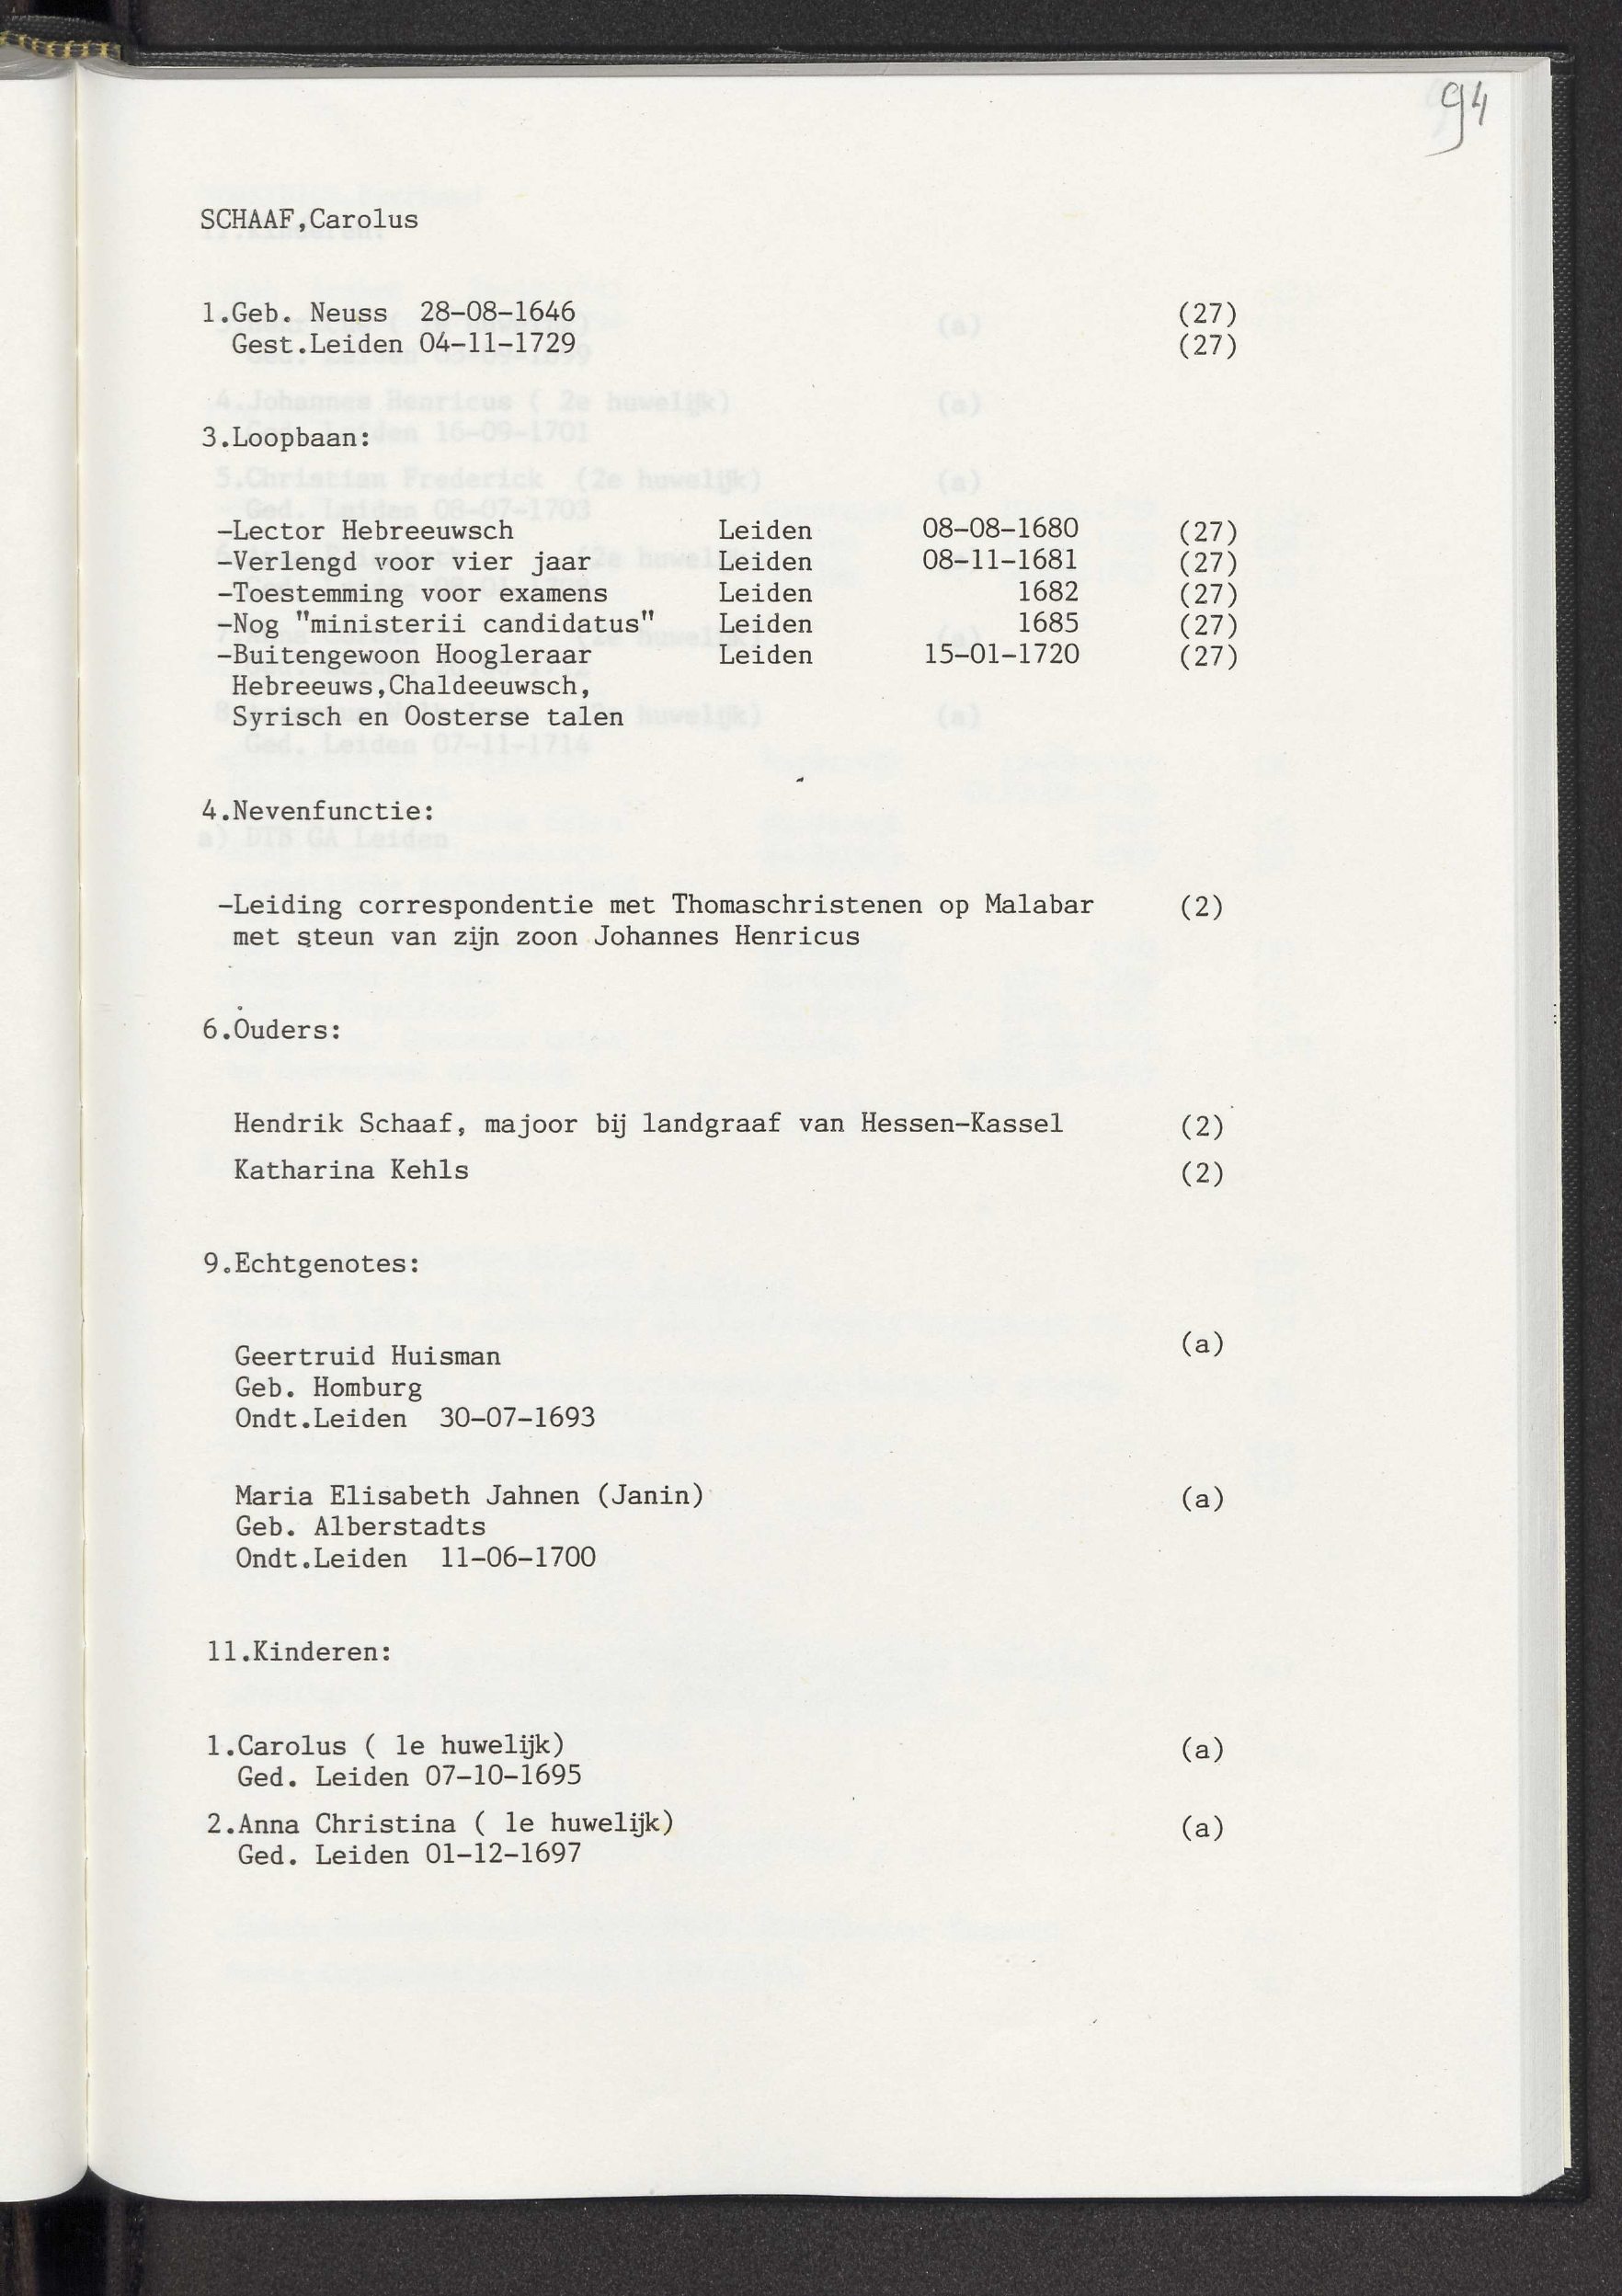 94
SCHAAF,Carolus
1.Geb. Neuss 28-08-1646 (27)
Gest.Leiden 04-11-1729 (27)
3.Loopbaan:
-Lector Hebreeuwsch Leiden 08-08-1680 (27)
-Verlengd voor vier jaar Leiden 08-11-1681 (27)
-Toestemming voor examens Leiden 1682 (27)
-Nog "ministerii candidatus" Leiden 1685 (27)
-Buitengewoon Hoogleraar Leiden 15-01-1720 (27)
Hebreeuws,Chaldeeuwsch,
Syrisch en Oosterse talen
4.Nevenfunctie:
-Leiding correspondentie met Thomaschristenen op Malabar (2)
met steun van zijn zoon Johannes Henricus
6.Ouders:
Hendrik Schaaf, majoor bij landgraaf van Hessen-Kassel (2)
Katharina Kehls (2)
9.Echtgenotes:
Geertruid Huisman (a)
Geb. Homburg
Ondt.Leiden 30-07-1693
Maria Elisabeth Jahnen (Janin) (a)
Geb. Alberstadts
Ondt.Leiden 11-06-1700
11.Kinderen:
1.Carolus ( 1e huwelijk) (a)
Ged. Leiden 07-10-1695
2.Anna Christina ( 1e huwelijk) (a)
Ged. Leiden 01-12-1697